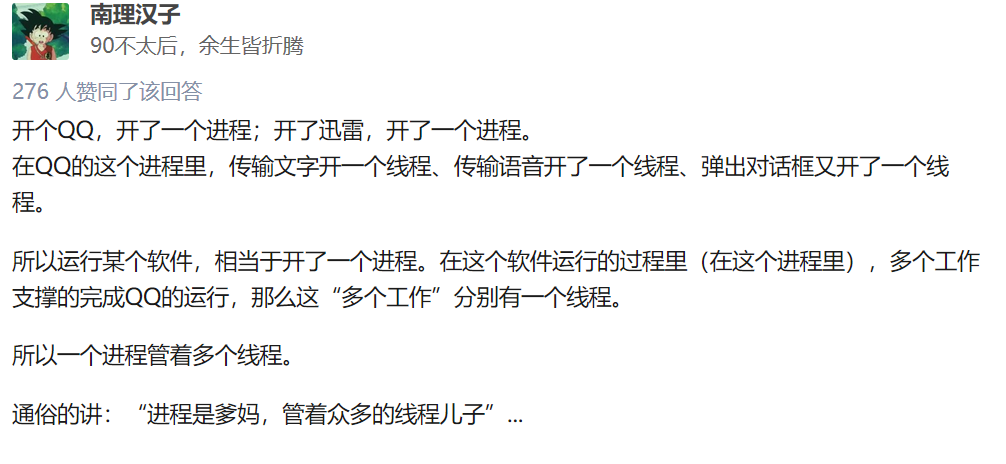 南理汉子
90不太后，余生皆折腾
276 人赞同了该回答
开个QQ，开了一个进程；开了迅雷，开了一个进程。
在QQ的这个进程里，传输文字开一个线程、传输语音开了一个线程、弹出对话框又开了一个线
程。
所以运行某个软件，相当于开了一个进程。在这个软件运行的过程里（在这个进程里），多个工作
支撑的完成QQ的运行，那么这“多个工作”分别有一个线程。
所以一个进程管着多个线程。
通俗的讲：“进程是爹妈，管着众多的线程儿子”...